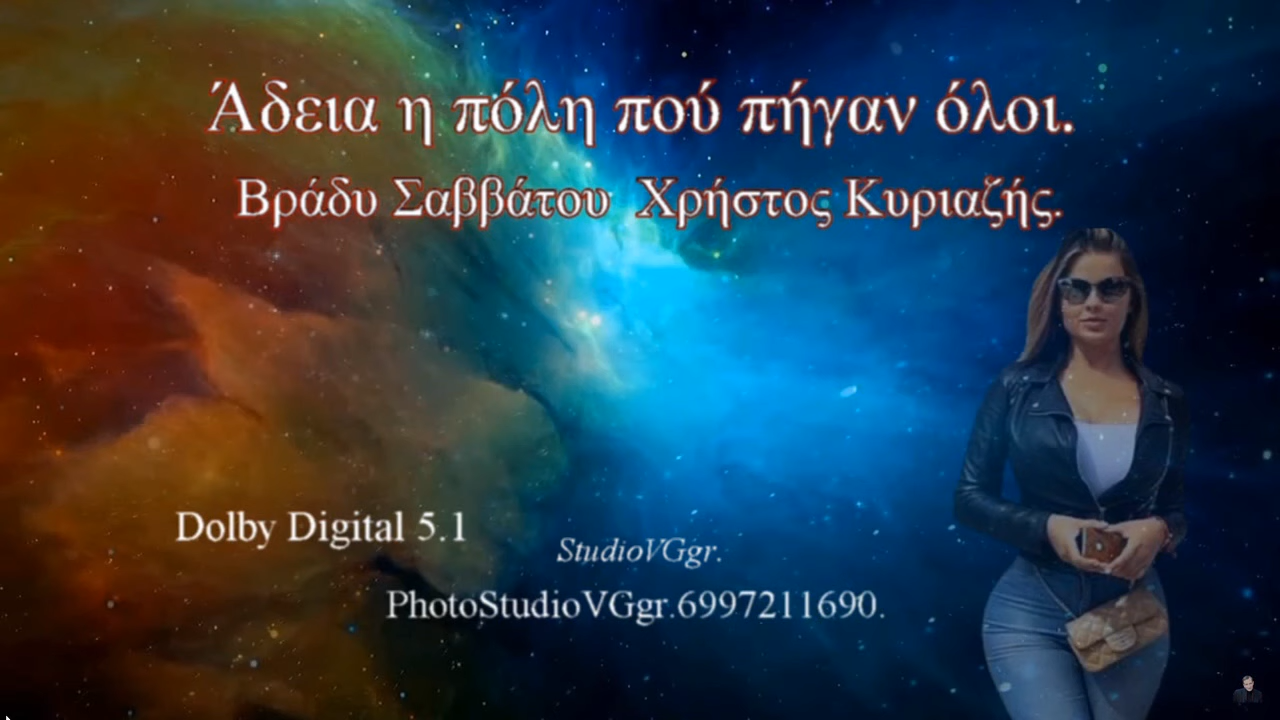 Άδεια η πόλη πού πήγαν όλοι.
Βράδυ Σαββάτου Χρήστος Κυριαζής.
Dolby Digital 5.1
StudioVGgr.
PhotoStudioVGgr.6997211690.